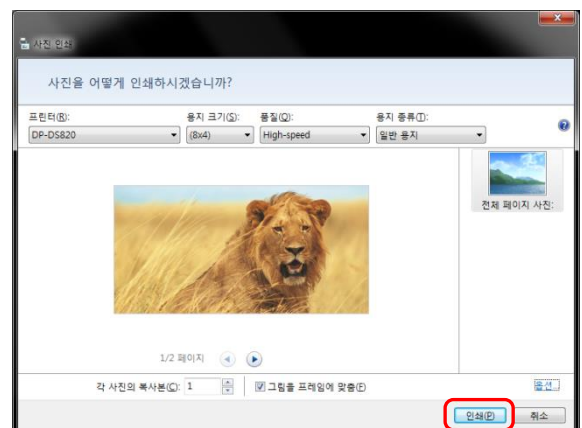 사진 인쇄
사진을 어떻게 인쇄하시겠습니까?
프린터(R): 용지 크기(S): 품질(Q): 용지 종류(T):
DP-DS820 (8x4) High-speed 일반 용지
전체 페이지 사진:
1/2 페이지
각 사진의 복사본(C): 1 그림을 프레임에 맞춤(F) 옵션...
인쇄(P) 취소